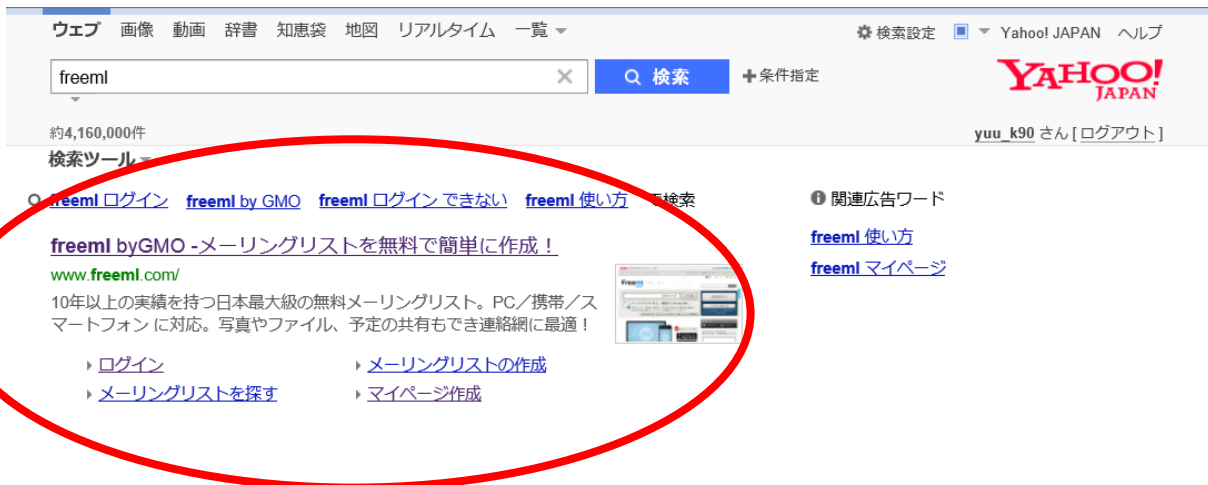 ウェブ 画像 動画 辞書 知恵袋 地図 リアルタイム 一覧
検索設定 Yahoo! JAPAN ヘルプ
freeml
検索
条件指定
YAHOO!
JAPAN
約4,160,000件
yuu_k90 さん [ログアウト]
検索ツール
freeml ログイン freeml by GMO freeml ログイン できない freeml 使い方 で検索
freeml byGMO -メーリングリストを無料で簡単に作成！
www.freeml.com/
10年以上の実績を持つ日本最大級の無料メーリングリスト。PC／携帯／ス
マートフォン に対応。写真やファイル、予定の共有もでき連絡網に最適！
ログイン メーリングリストの作成
メーリングリストを探す マイページ作成
関連広告ワード
freeml 使い方
freeml マイページ